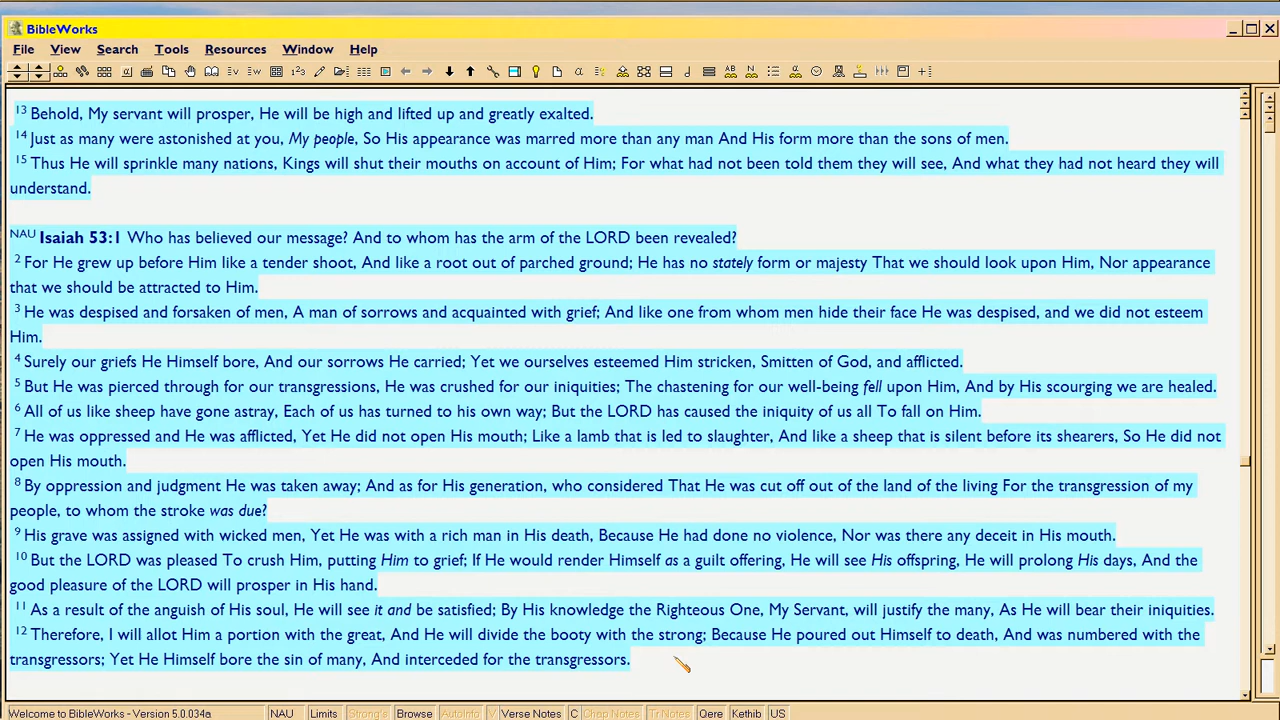 BibleWorks
File View Search Tools Resources Window Help
13 Behold, My servant will prosper, He will be high and lifted up and greatly exalted.
14 Just as many were astonished at you, My people, So His appearance was marred more than any man And His form more than the sons of men.
15 Thus He will sprinkle many nations, Kings will shut their mouths on account of Him; For what had not been told them they will see, And what they had not heard they will
understand.
NAU Isaiah 53:1 Who has believed our message? And to whom has the arm of the LORD been revealed?
2 For He grew up before Him like a tender shoot, And like a root out of parched ground; He has no stately form or majesty That we should look upon Him, Nor appearance
that we should be attracted to Him.
3 He was despised and forsaken of men, A man of sorrows and acquainted with grief; And like one from whom men hide their face He was despised, and we did not esteem
Him.
4 Surely our griefs He Himself bore, And our sorrows He carried; Yet we ourselves esteemed Him stricken, Smitten of God, and afflicted.
5 But He was pierced through for our transgressions, He was crushed for our iniquities; The chastening for our well-being fell upon Him, And by His scourging we are healed.
6 All of us like sheep have gone astray, Each of us has turned to his own way; But the LORD has caused the iniquity of us all To fall on Him.
7 He was oppressed and He was afflicted, Yet He did not open His mouth; Like a lamb that is led to slaughter, And like a sheep that is silent before its shearers, So He did not
open His mouth.
8 By oppression and judgment He was taken away; And as for His generation, who considered That He was cut off out of the land of the living For the transgression of my
people, to whom the stroke was due?
9 His grave was assigned with wicked men, Yet He was with a rich man in His death, Because He had done no violence, Nor was there any deceit in His mouth.
10 But the LORD was pleased To crush Him, putting Him to grief; If He would render Himself as a guilt offering, He will see His offspring, He will prolong His days, And the
good pleasure of the LORD will prosper in His hand.
11 As a result of the anguish of His soul, He will see it and be satisfied; By His knowledge the Righteous One, My Servant, will justify the many, As He will bear their iniquities.
12 Therefore, I will allot Him a portion with the great, And He will divide the booty with the strong; Because He poured out Himself to death, And was numbered with the
transgressors; Yet He Himself bore the sin of many, And interceded for the transgressors.
Welcome to BibleWorks - Version 5.0.034a NAU Limits Strong's Browse AutoInfo V Verse Notes C Chap.Notes Tr.Notes Qere Kethib US